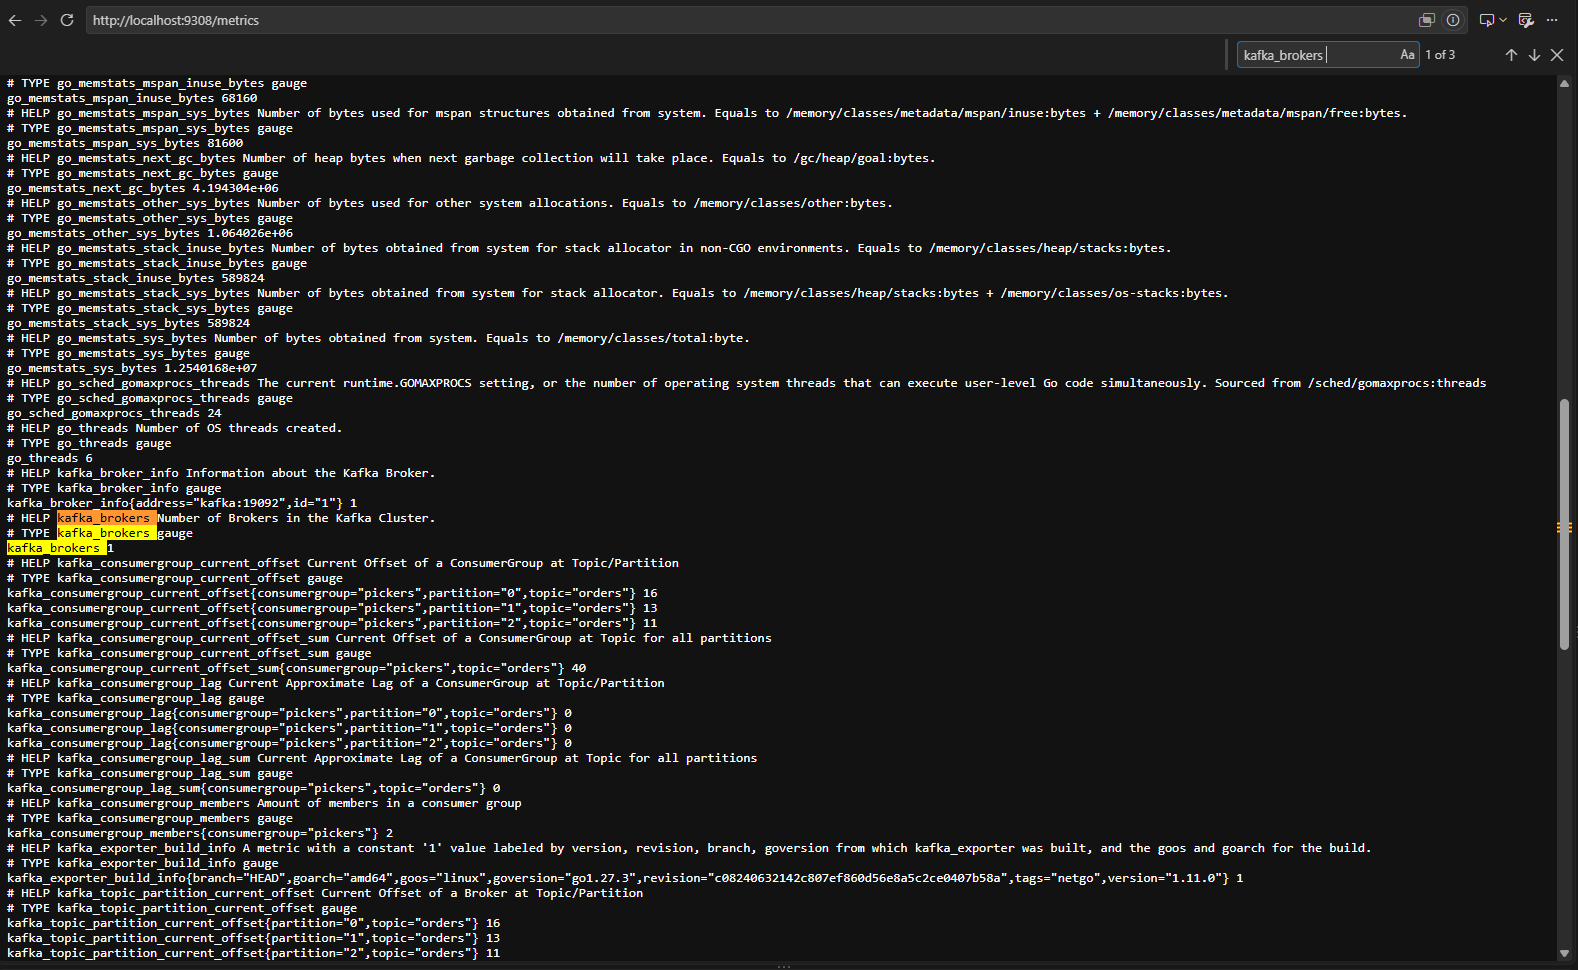 http://localhost:9308/metrics
kafka_brokers Aa 1 of 3
# TYPE go_memstats_mspan_inuse_bytes gauge
go_memstats_mspan_inuse_bytes 68160
# HELP go_memstats_mspan_sys_bytes Number of bytes used for mspan structures obtained from system. Equals to /memory/classes/metadata/mspan/inuse:bytes + /memory/classes/metadata/mspan/free:bytes.
# TYPE go_memstats_mspan_sys_bytes gauge
go_memstats_mspan_sys_bytes 81600
# HELP go_memstats_next_gc_bytes Number of heap bytes when next garbage collection will take place. Equals to /gc/heap/goal:bytes.
# TYPE go_memstats_next_gc_bytes gauge
go_memstats_next_gc_bytes 4.194304e+06
# HELP go_memstats_other_sys_bytes Number of bytes used for other system allocations. Equals to /memory/classes/other:bytes.
# TYPE go_memstats_other_sys_bytes gauge
go_memstats_other_sys_bytes 1.064026e+06
# HELP go_memstats_stack_inuse_bytes Number of bytes obtained from system for stack allocator in non-CGO environments. Equals to /memory/classes/heap/stacks:bytes.
# TYPE go_memstats_stack_inuse_bytes gauge
go_memstats_stack_inuse_bytes 589824
# HELP go_memstats_stack_sys_bytes Number of bytes obtained from system for stack allocator. Equals to /memory/classes/heap/stacks:bytes + /memory/classes/os-stacks:bytes.
# TYPE go_memstats_stack_sys_bytes gauge
go_memstats_stack_sys_bytes 589824
# HELP go_memstats_sys_bytes Number of bytes obtained from system. Equals to /memory/classes/total:byte.
# TYPE go_memstats_sys_bytes gauge
go_memstats_sys_bytes 1.2540168e+07
# HELP go_sched_gomaxprocs_threads The current runtime.GOMAXPROCS setting, or the number of operating system threads that can execute user-level Go code simultaneously. Sourced from /sched/gomaxprocs:threads
# TYPE go_sched_gomaxprocs_threads gauge
go_sched_gomaxprocs_threads 24
# HELP go_threads Number of OS threads created.
# TYPE go_threads gauge
go_threads 6
# HELP kafka_broker_info Information about the Kafka Broker.
# TYPE kafka_broker_info gauge
kafka_broker_info{address="kafka:19092",id="1"} 1
# HELP kafka_brokers Number of Brokers in the Kafka Cluster.
# TYPE kafka_brokers gauge
kafka_brokers 1
# HELP kafka_consumergroup_current_offset Current Offset of a ConsumerGroup at Topic/Partition
# TYPE kafka_consumergroup_current_offset gauge
kafka_consumergroup_current_offset{consumergroup="pickers",partition="0",topic="orders"} 16
kafka_consumergroup_current_offset{consumergroup="pickers",partition="1",topic="orders"} 13
kafka_consumergroup_current_offset{consumergroup="pickers",partition="2",topic="orders"} 11
# HELP kafka_consumergroup_current_offset_sum Current Offset of a ConsumerGroup at Topic for all partitions
# TYPE kafka_consumergroup_current_offset_sum gauge
kafka_consumergroup_current_offset_sum{consumergroup="pickers",topic="orders"} 40
# HELP kafka_consumergroup_lag Current Approximate Lag of a ConsumerGroup at Topic/Partition
# TYPE kafka_consumergroup_lag gauge
kafka_consumergroup_lag{consumergroup="pickers",partition="0",topic="orders"} 0
kafka_consumergroup_lag{consumergroup="pickers",partition="1",topic="orders"} 0
kafka_consumergroup_lag{consumergroup="pickers",partition="2",topic="orders"} 0
# HELP kafka_consumergroup_lag_sum Current Approximate Lag of a ConsumerGroup at Topic for all partitions
# TYPE kafka_consumergroup_lag_sum gauge
kafka_consumergroup_lag_sum{consumergroup="pickers",topic="orders"} 0
# HELP kafka_consumergroup_members Amount of members in a consumer group
# TYPE kafka_consumergroup_members gauge
kafka_consumergroup_members{consumergroup="pickers"} 2
# HELP kafka_exporter_build_info A metric with a constant '1' value labeled by version, revision, branch, goversion from which kafka_exporter was built, and the goos and goarch for the build.
# TYPE kafka_exporter_build_info gauge
kafka_exporter_build_info{branch="HEAD",goarch="amd64",goos="linux",goversion="go1.27.3",revision="c08240632142c807ef860d56e8a5c2ce0407b58a",tags="netgo",version="1.11.0"} 1
# HELP kafka_topic_partition_current_offset Current Offset of a Broker at Topic/Partition
# TYPE kafka_topic_partition_current_offset gauge
kafka_topic_partition_current_offset{partition="0",topic="orders"} 16
kafka_topic_partition_current_offset{partition="1",topic="orders"} 13
kafka_topic_partition_current_offset{partition="2",topic="orders"} 11